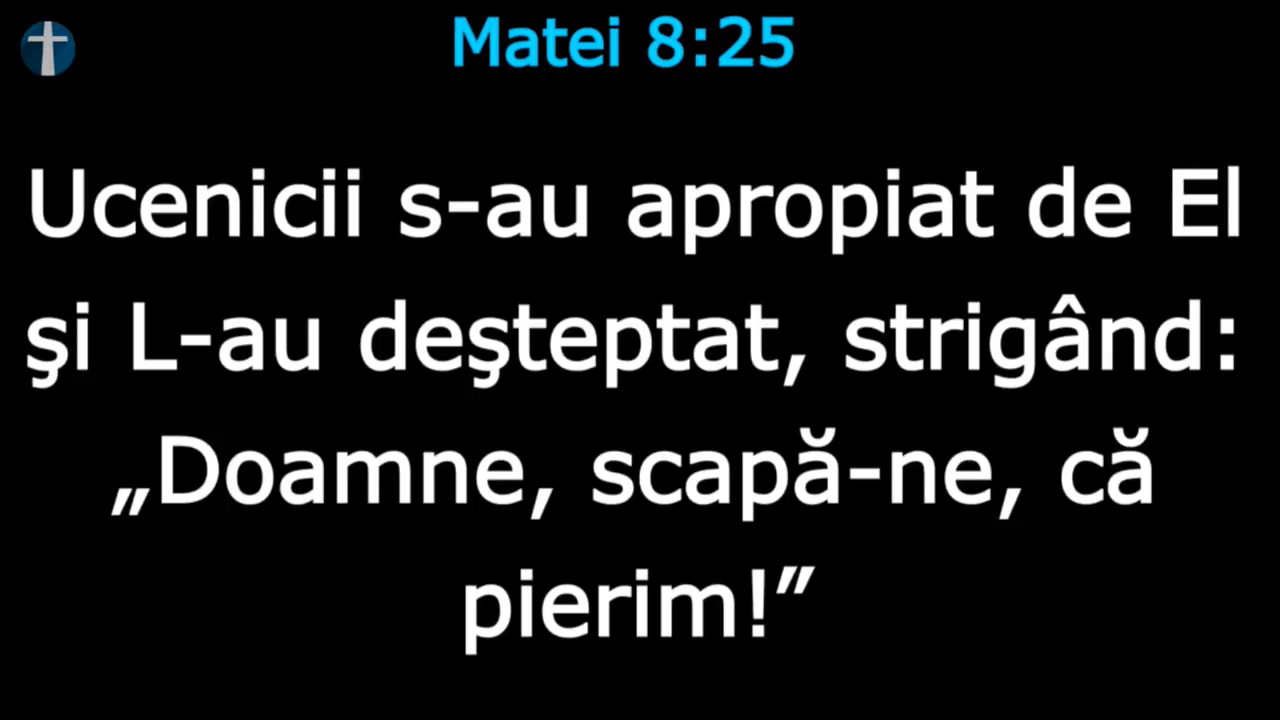 Matei 8:25
Ucenicii s-au apropiat de El
şi L-au deşteptat, strigând:
„Doamne, scapă-ne, că
pierim!”